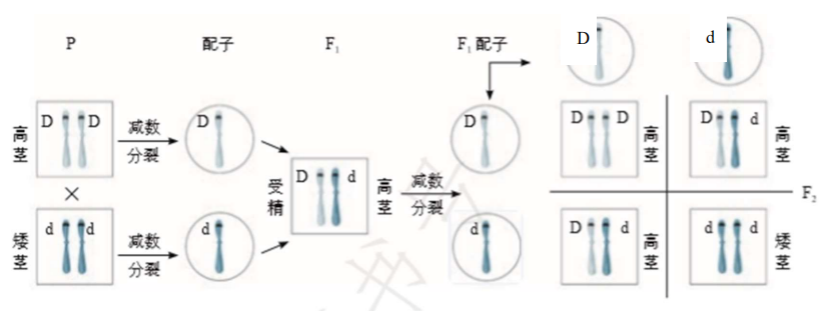 P 配子 F₁ F₁配子 D d
高茎 D D 减数分裂 D D D D 高茎 D d 高茎
× 受精 D d 高茎 减数分裂 F₂
矮茎 d d 减数分裂 d d D d 高茎 d d 矮茎